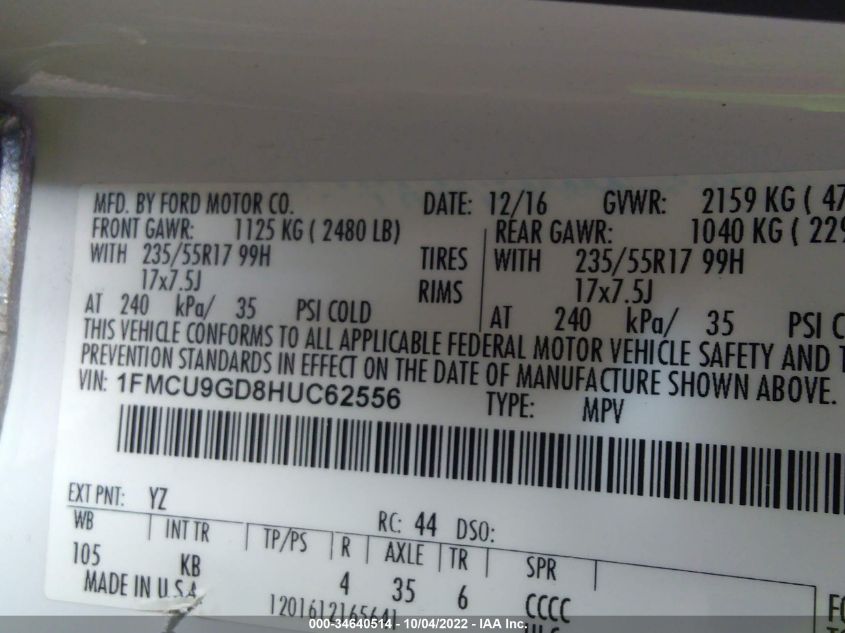 MFD. BY FORD MOTOR CO. DATE: 12/16 GVWR: 2159 KG ( 47
FRONT GAWR: 1125 KG ( 2480 LB) REAR GAWR: 1040 KG ( 229
WITH 235/55R17 99H TIRES WITH 235/55R17 99H
17x7.5J RIMS 17x7.5J
AT 240 kPa/ 35 PSI COLD AT 240 kPa/ 35 PSI C
THIS VEHICLE CONFORMS TO ALL APPLICABLE FEDERAL MOTOR VEHICLE SAFETY AND T
PREVENTION STANDARDS IN EFFECT ON THE DATE OF MANUFACTURE SHOWN ABOVE.
VIN: 1FMCU9GD8HUC62556 TYPE: MPV
EXT PNT: YZ RC: 44 DSO:
WB INT TR TP/PS R AXLE TR SPR
105 KB 4 35 6 CCCC
MADE IN U.S.A. 1201612165641
000-34640514 - 10/04/2022 - IAA Inc.